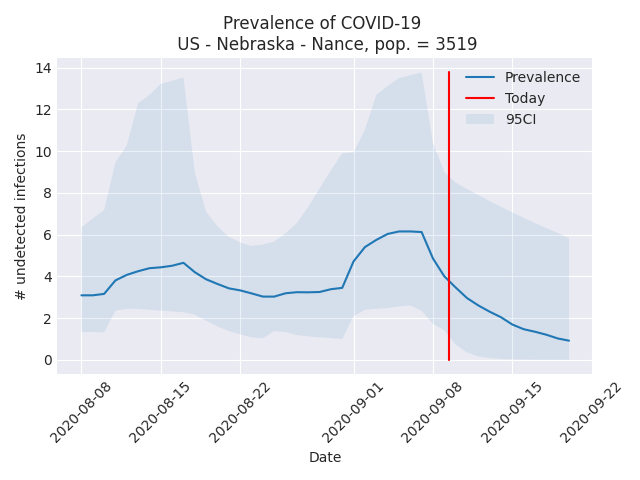 Prevalence of COVID-19
US - Nebraska - Nance, pop. = 3519
14
12
10
8
6
4
2
0
# undetected infections
Prevalence
Today
95CI
2020-08-08
2020-08-15
2020-08-22
2020-09-01
2020-09-08
2020-09-15
2020-09-22
Date